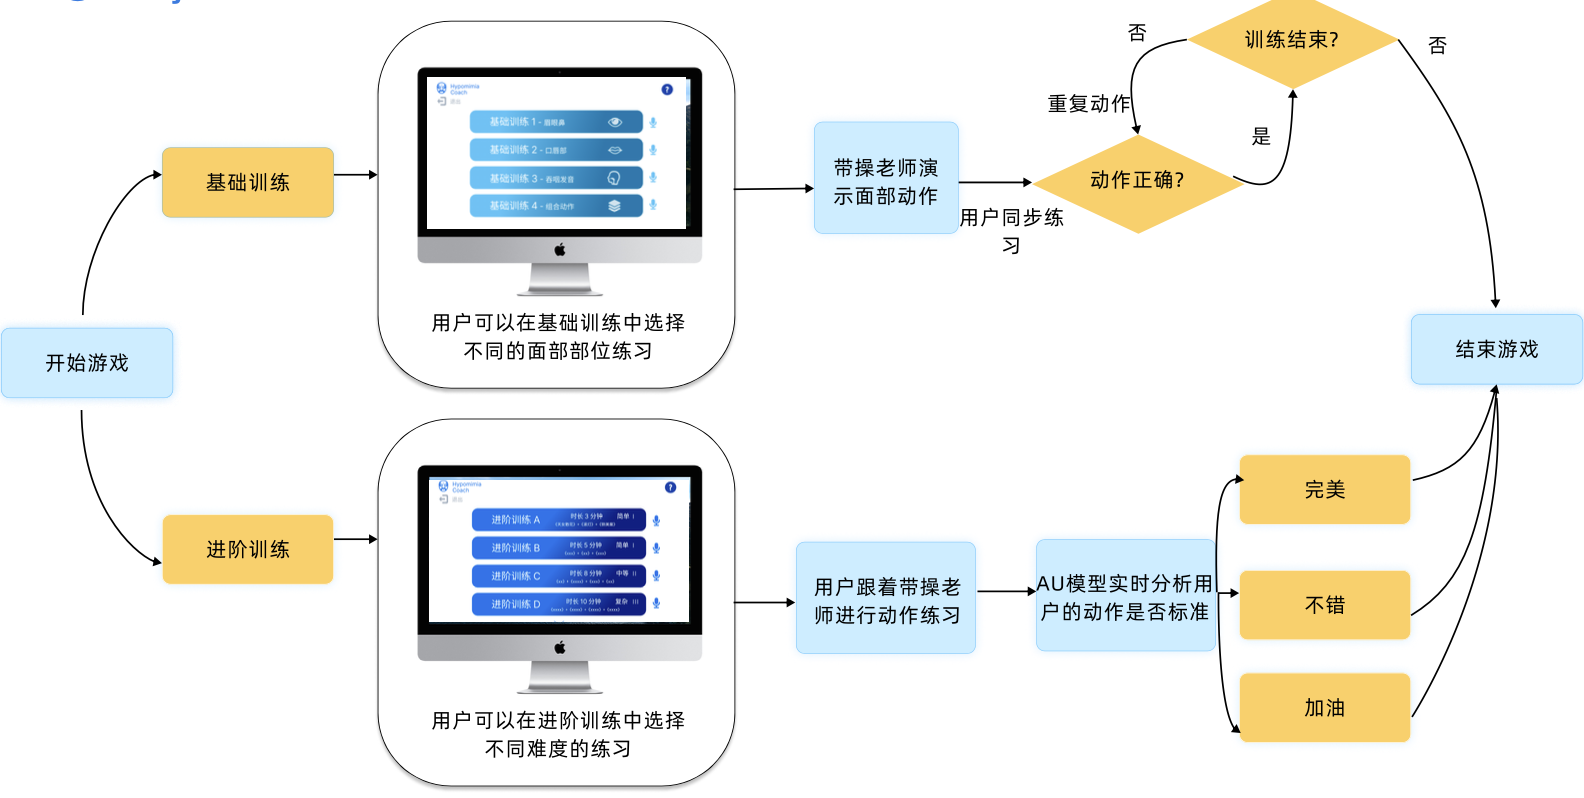 否
训练结束?
否
重复动作
是
Hypomimia
Coach
退出
?
基础训练 1 - 眉眼鼻
基础训练 2 - 口唇部
基础训练 3 - 吞咽发音
基础训练 4 - 组合动作
基础训练
带操老师演
示面部动作
动作正确?
用户同步练
习
用户可以在基础训练中选择
不同的面部部位练习
开始游戏
结束游戏
Hypomimia
Coach
退出
?
进阶训练 A 时长 3 分钟 简单 I
进阶训练 B 时长 5 分钟 简单 I
进阶训练 C 时长 8 分钟 中等 II
进阶训练 D 时长 10 分钟 复杂 III
进阶训练
用户跟着带操老
师进行动作练习
AU模型实时分析用
户的动作是否标准
完美
不错
加油
用户可以在进阶训练中选择
不同难度的练习